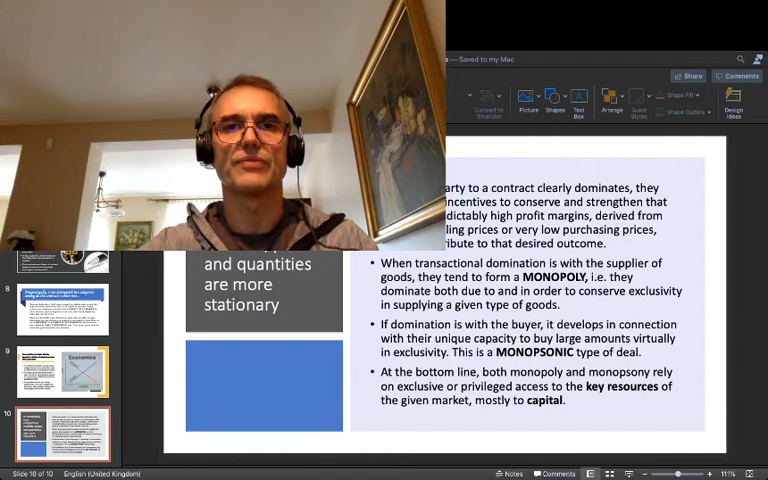 s — Saved to my Mac
Share
Comments
Convert to
SmartArt
Picture
Shapes
Text
Box
Arrange
Quick
Styles
Shape Fill
Shape Outline
Design
Ideas
arty to a contract clearly dominates, they
incentives to conserve and strengthen that
dictably high profit margins, derived from
ling prices or very low purchasing prices,
ribute to that desired outcome.
and quantities
are more
stationary
• When transactional domination is with the supplier of
goods, they tend to form a MONOPOLY, i.e. they
dominate both due to and in order to conserve exclusivity
in supplying a given type of goods.
• If domination is with the buyer, it develops in connection
with their unique capacity to buy large amounts virtually
in exclusivity. This is a MONOPSONIC type of deal.
• At the bottom line, both monopoly and monopsony rely
on exclusive or privileged access to the key resources of
the given market, mostly to capital.
8
9
Economics
10
Slide 10 of 10
English (United Kingdom)
Notes
Comments
111%